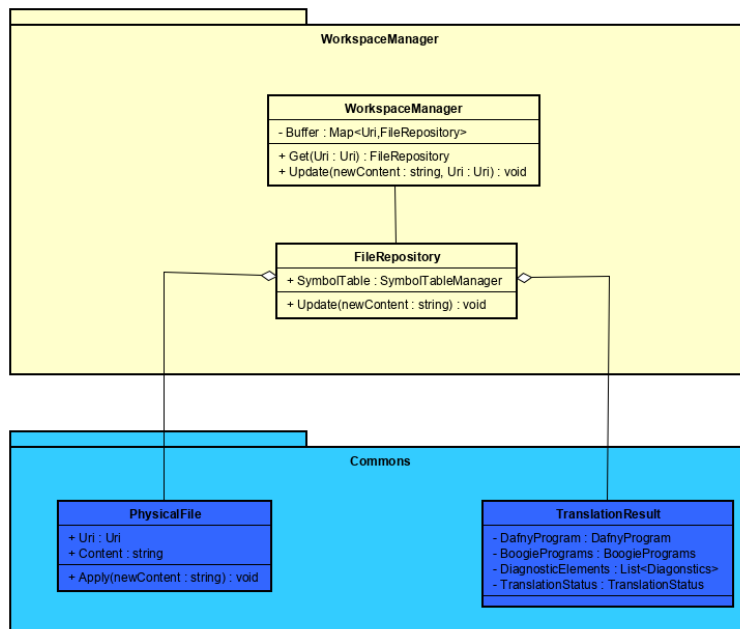 WorkspaceManager
WorkspaceManager
- Buffer : Map<Uri,FileRepository>
+ Get(Uri : Uri) : FileRepository
+ Update(newContent : string, Uri : Uri) : void
FileRepository
+ SymbolTable : SymbolTableManager
+ Update(newContent : string) : void
Commons
PhysicalFile
+ Uri : Uri
+ Content : string
+ Apply(newContent : string) : void
TranslationResult
- DafnyProgram : DafnyProgram
- BoogiePrograms : BoogiePrograms
- DiagnosticElements : List<Diagonstics>
- TranslationStatus : TranslationStatus